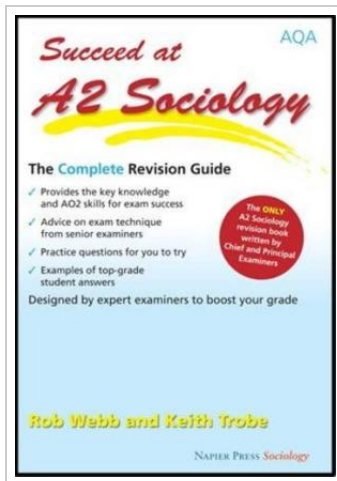 AQA
Succeed at
A2 Sociology
The Complete Revision Guide
✓ Provides the key knowledge
and AO2 skills for exam success
✓ Advice on exam technique
from senior examiners
✓ Practice questions for you to try
✓ Examples of top-grade
student answers
The ONLY
A2 Sociology
revision book
written by
Chief and Principal
Examiners
Designed by expert examiners to boost your grade
Rob Webb and Keith Trobe
NAPIER PRESS Sociology